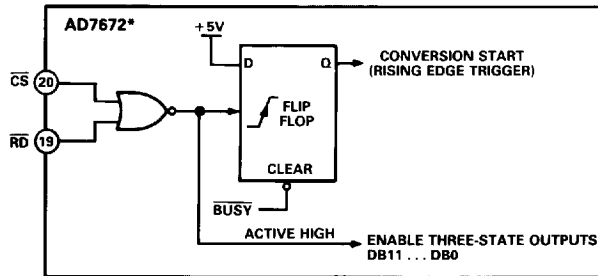 AD7672*
+5V
D
Q
CONVERSION START
(RISING EDGE TRIGGER)
CS
20
FLIP
FLOP
RD
19
CLEAR
BUSY
ACTIVE HIGH
ENABLE THREE-STATE OUTPUTS
DB11 . . . DB0